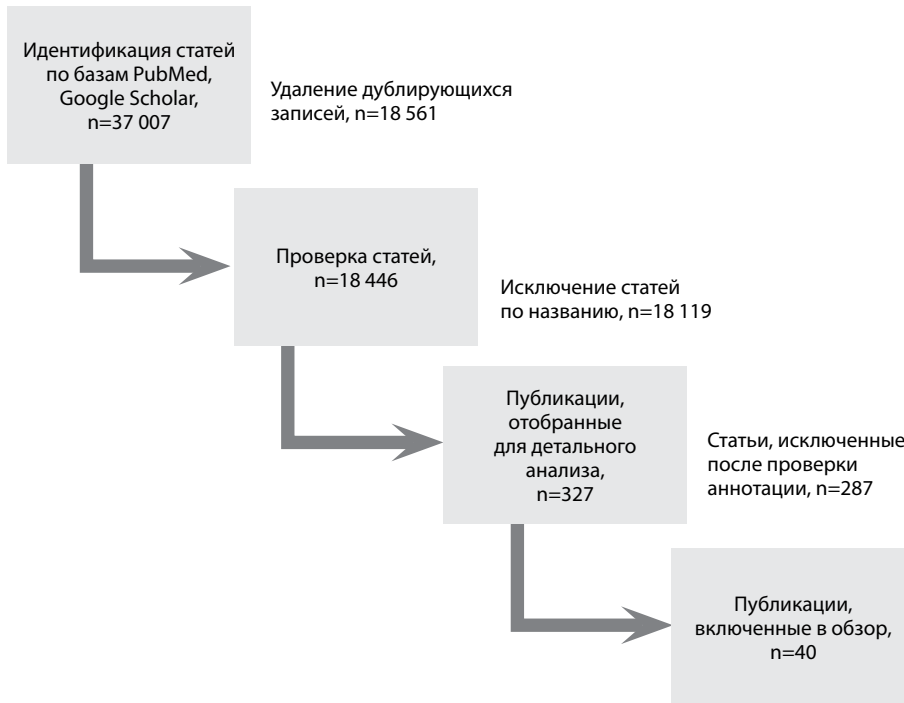 Идентификация статей
по базам PubMed,
Google Scholar,
n=37 007
Удаление дублирующихся
записей, n=18 561
Проверка статей,
n=18 446
Исключение статей
по названию, n=18 119
Публикации,
отобранные
для детального
анализа,
n=327
Статьи, исключенные
после проверки
аннотации, n=287
Публикации,
включенные в обзор,
n=40